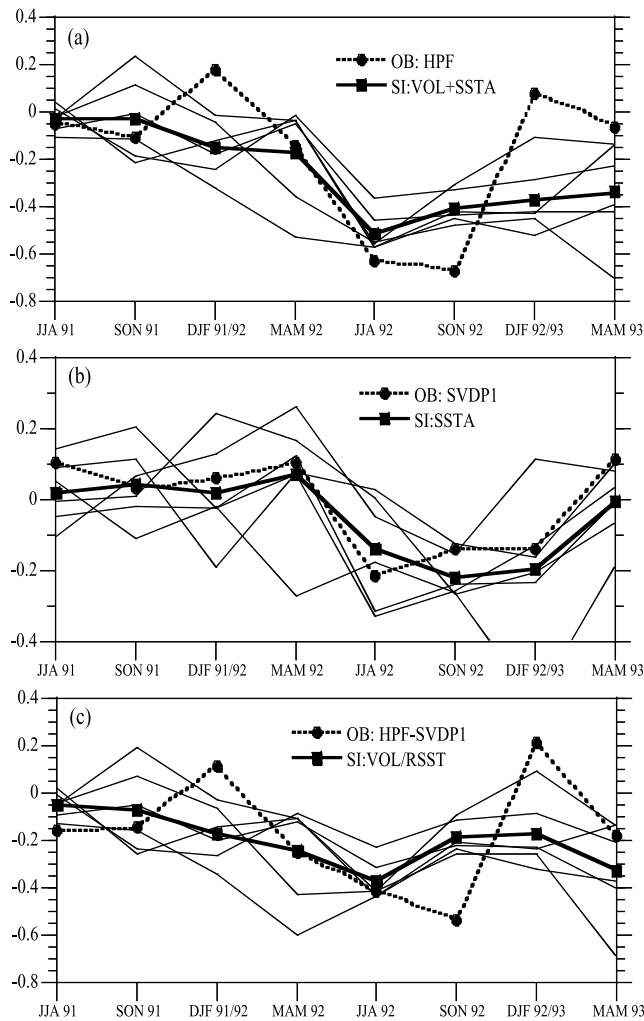 0.4
(a)
OB: HPF
0.2
SI:VOL+SSTA
0
-0.2
-0.4
-0.6
-0.8
JJA 91 SON 91 DJF 91/92 MAM 92 JJA 92 SON 92 DJF 92/93 MAM 93
0.4
(b)
OB: SVDP1
SI:SSTA
0.2
0
-0.2
-0.4
JJA 91 SON 91 DJF 91/92 MAM 92 JJA 92 SON 92 DJF 92/93 MAM 93
0.4
(c)
OB: HPF-SVDP1
0.2
SI:VOL/RSST
0
-0.2
-0.4
-0.6
-0.8
JJA 91 SON 91 DJF 91/92 MAM 92 JJA 92 SON 92 DJF 92/93 MAM 93